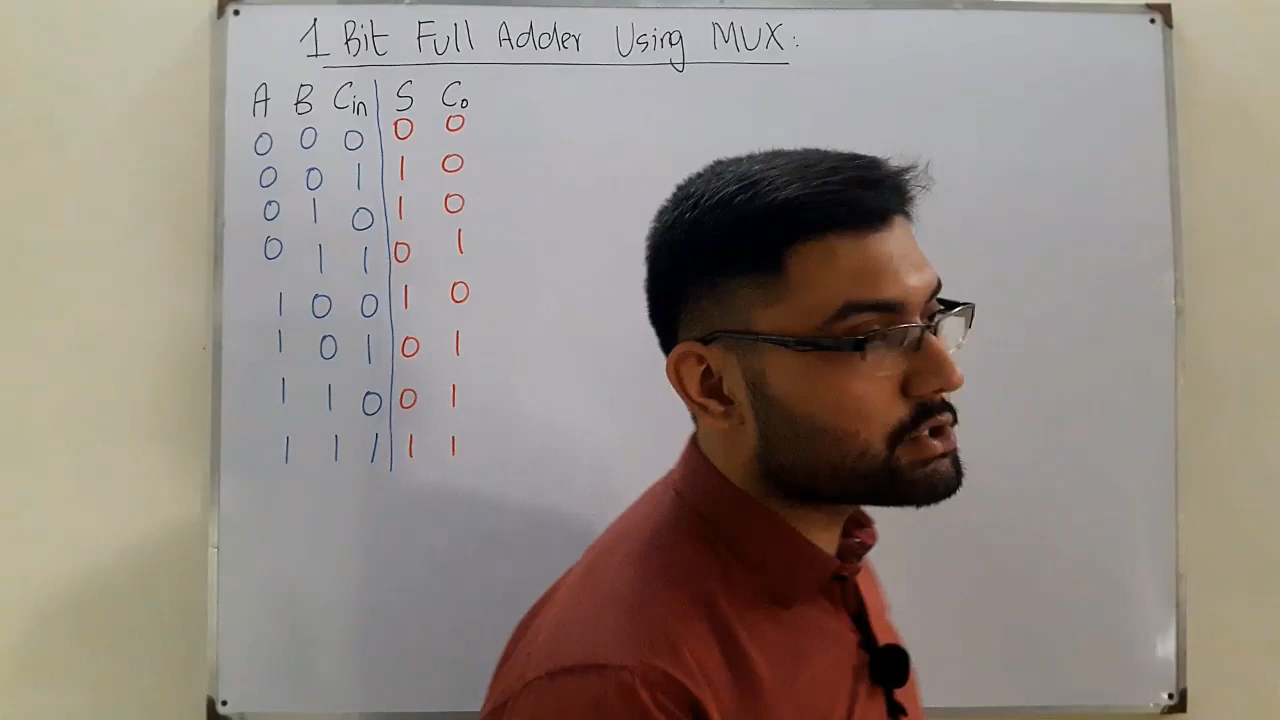 1 Bit Full Adder Using MUX:
A B Cin S Co
0 0 0 0 0
0 0 1 1 0
0 1 0 1 0
0 1 1 0 1
1 0 0 1 0
1 0 1 0 1
1 1 0 0 1
1 1 1 1 1